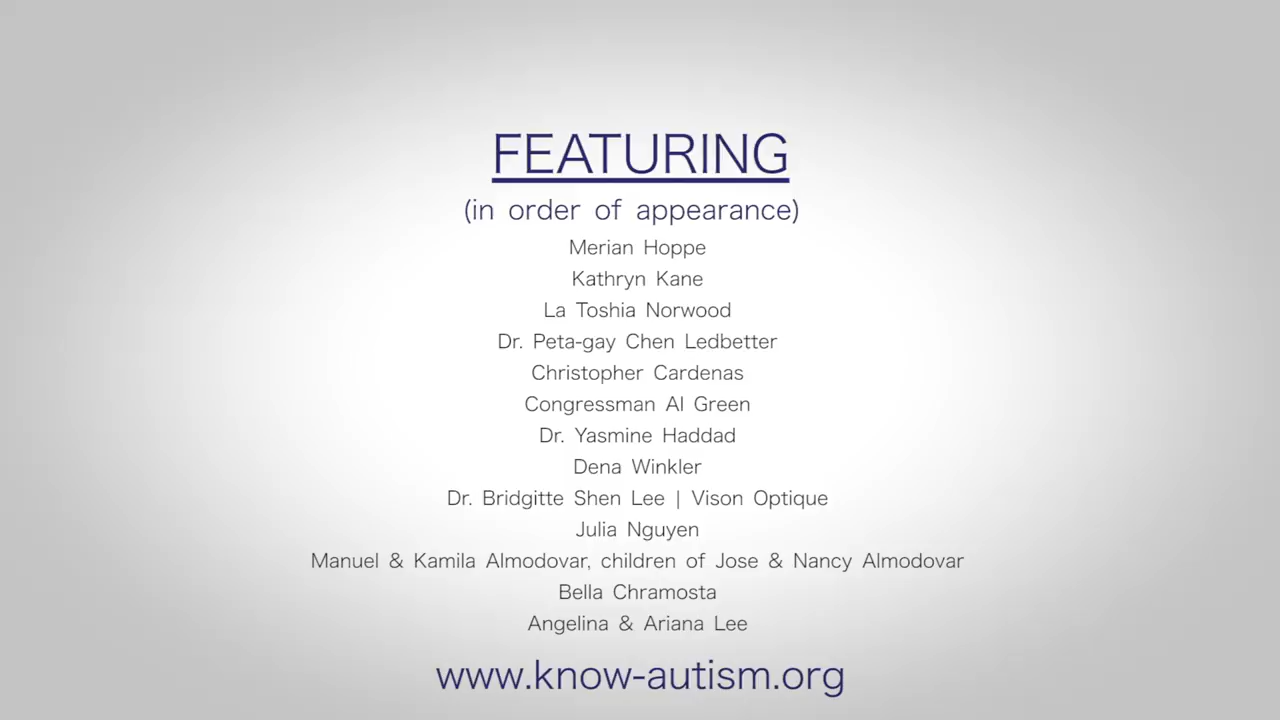 FEATURING
(in order of appearance)
Merian Hoppe
Kathryn Kane
La Toshia Norwood
Dr. Peta-gay Chen Ledbetter
Christopher Cardenas
Congressman Al Green
Dr. Yasmine Haddad
Dena Winkler
Dr. Bridgitte Shen Lee | Vison Optique
Julia Nguyen
Manuel & Kamila Almodovar, children of Jose & Nancy Almodovar
Bella Chramosta
Angelina & Ariana Lee
www.know-autism.org